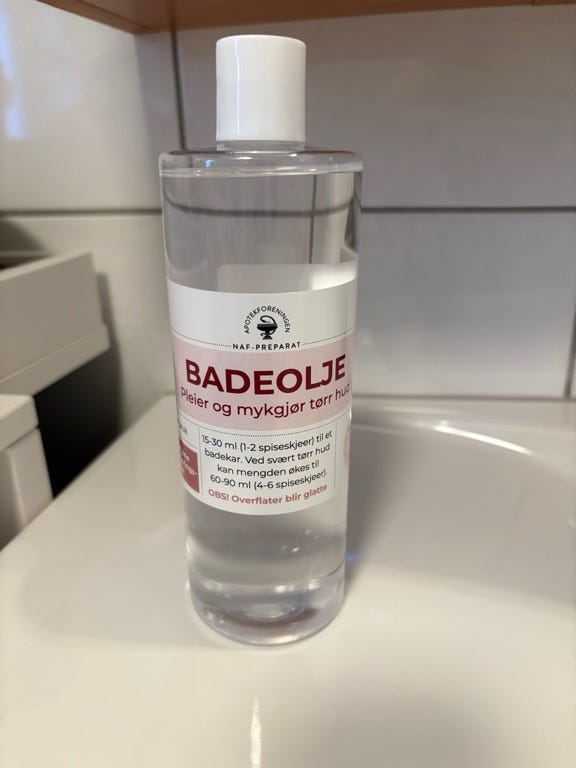 APOTEKFORENINGEN
NAF-PREPARAT
BADEOLJE
Pleier og mykgjør tørr hud
15-30 ml (1-2 spiseskjeer) til et
badekar. Ved svært tørr hud
kan mengden økes til
60-90 ml (4-6 spiseskjeer).
OBS! Overflater blir glatte